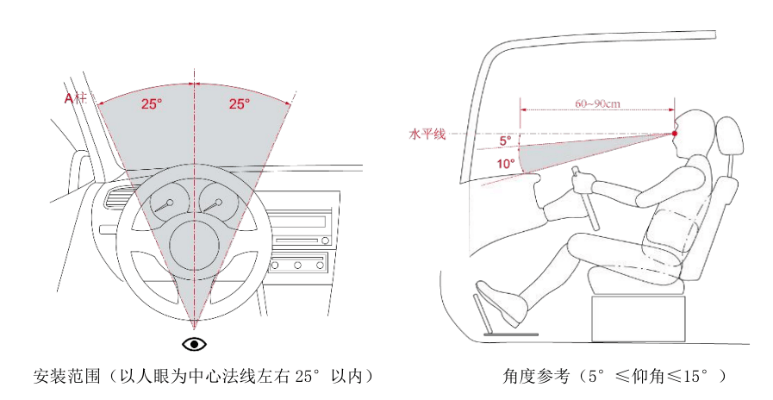 A柱
25°
25°
60~90cm
水平线
5°
10°
安装范围（以人眼为中心法线左右 25° 以内）
角度参考（5° ≤仰角≤15° ）